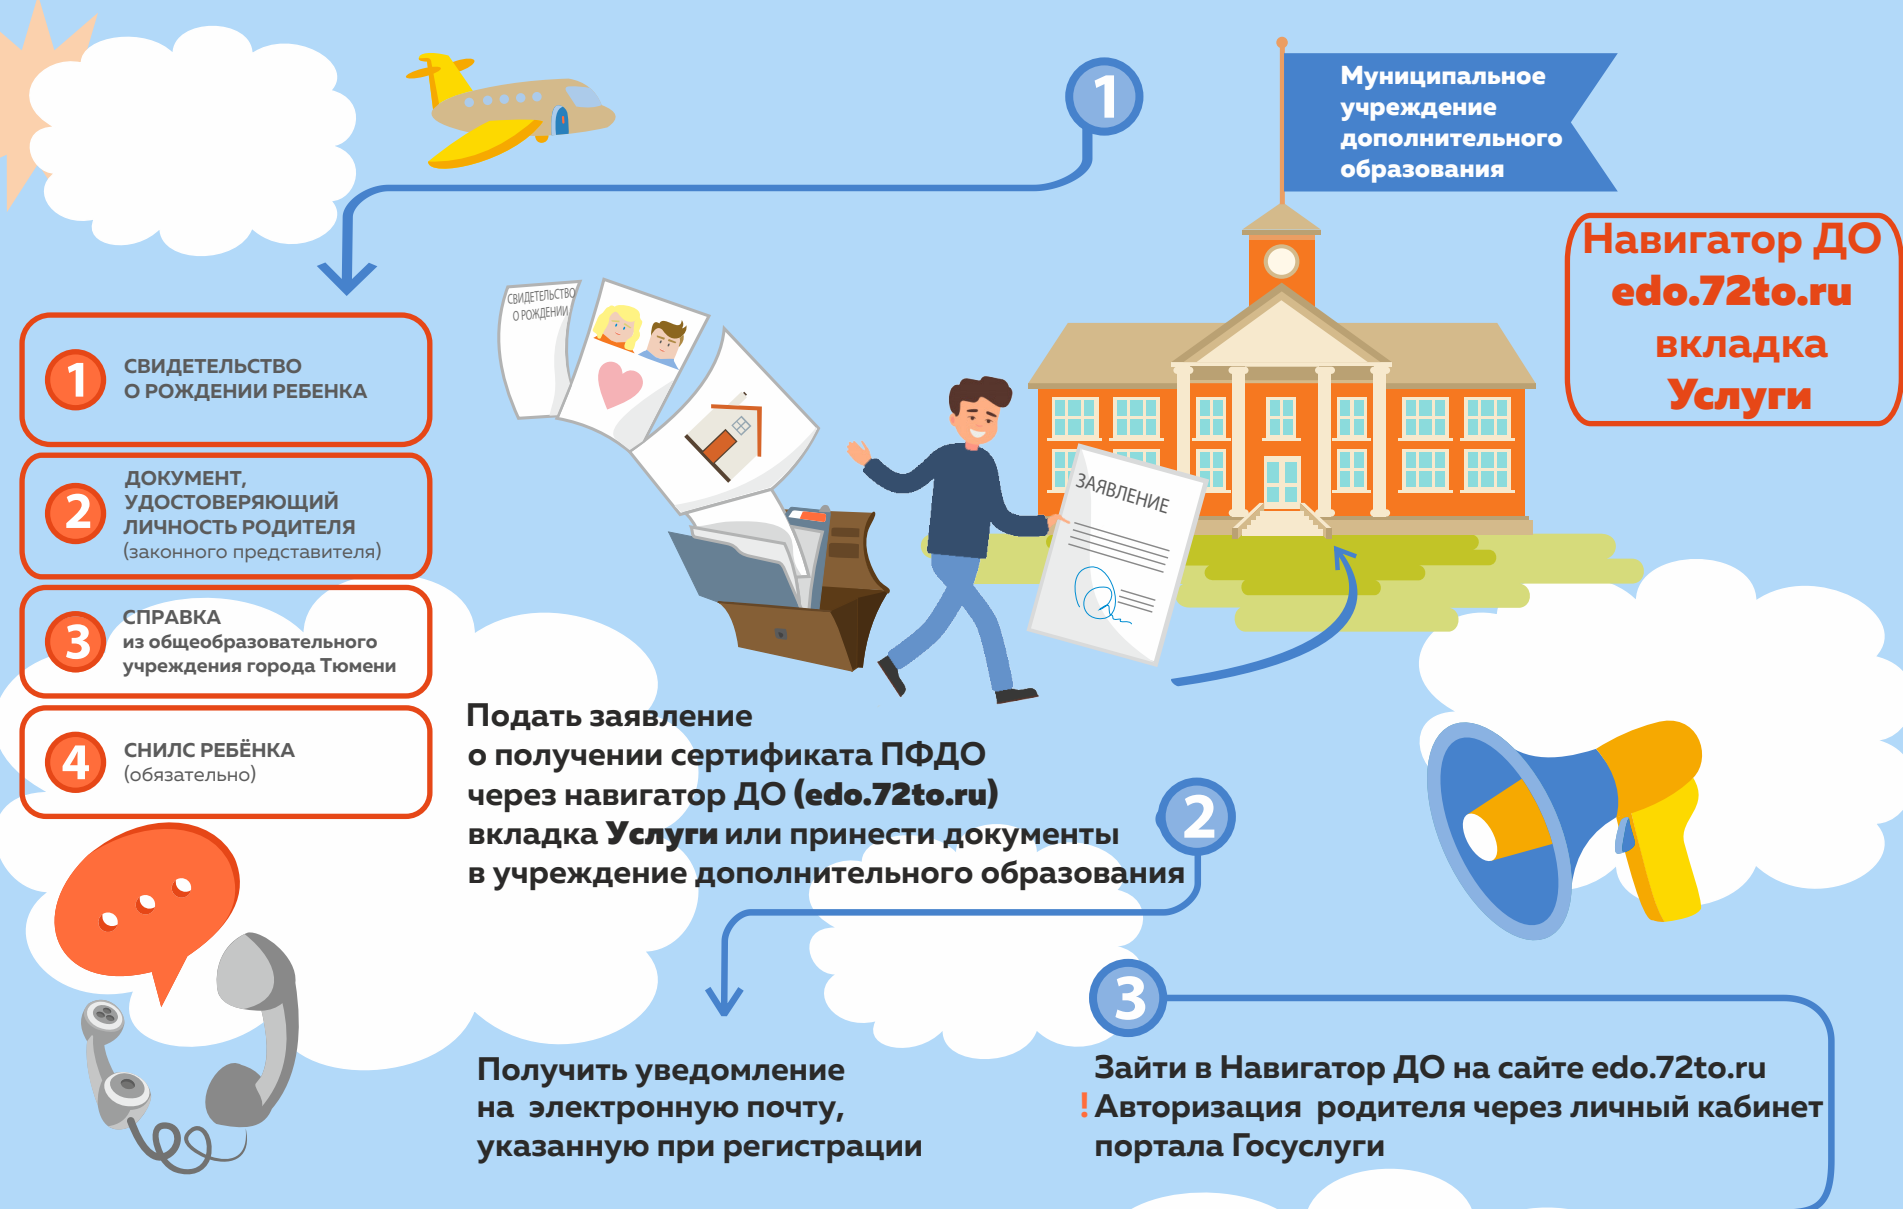 1
Муниципальное
учреждение
дополнительного
образования
Навигатор ДО
edo.72to.ru
вкладка
Услуги
1
СВИДЕТЕЛЬСТВО
О РОЖДЕНИИ РЕБЕНКА
2
ДОКУМЕНТ,
УДОСТОВЕРЯЮЩИЙ
ЛИЧНОСТЬ РОДИТЕЛЯ
(законного представителя)
3
СПРАВКА
из общеобразовательного
учреждения города Тюмени
4
СНИЛС РЕБЁНКА
(обязательно)
СВИДЕТЕЛЬСТВО
О РОЖДЕНИИ
ЗАЯВЛЕНИЕ
Подать заявление
о получении сертификата ПФДО
через навигатор ДО (edo.72to.ru)
вкладка Услуги или принести документы
в учреждение дополнительного образования
2
Получить уведомление
на электронную почту,
указанную при регистрации
3
Зайти в Навигатор ДО на сайте edo.72to.ru
! Авторизация родителя через личный кабинет
портала Госуслуги